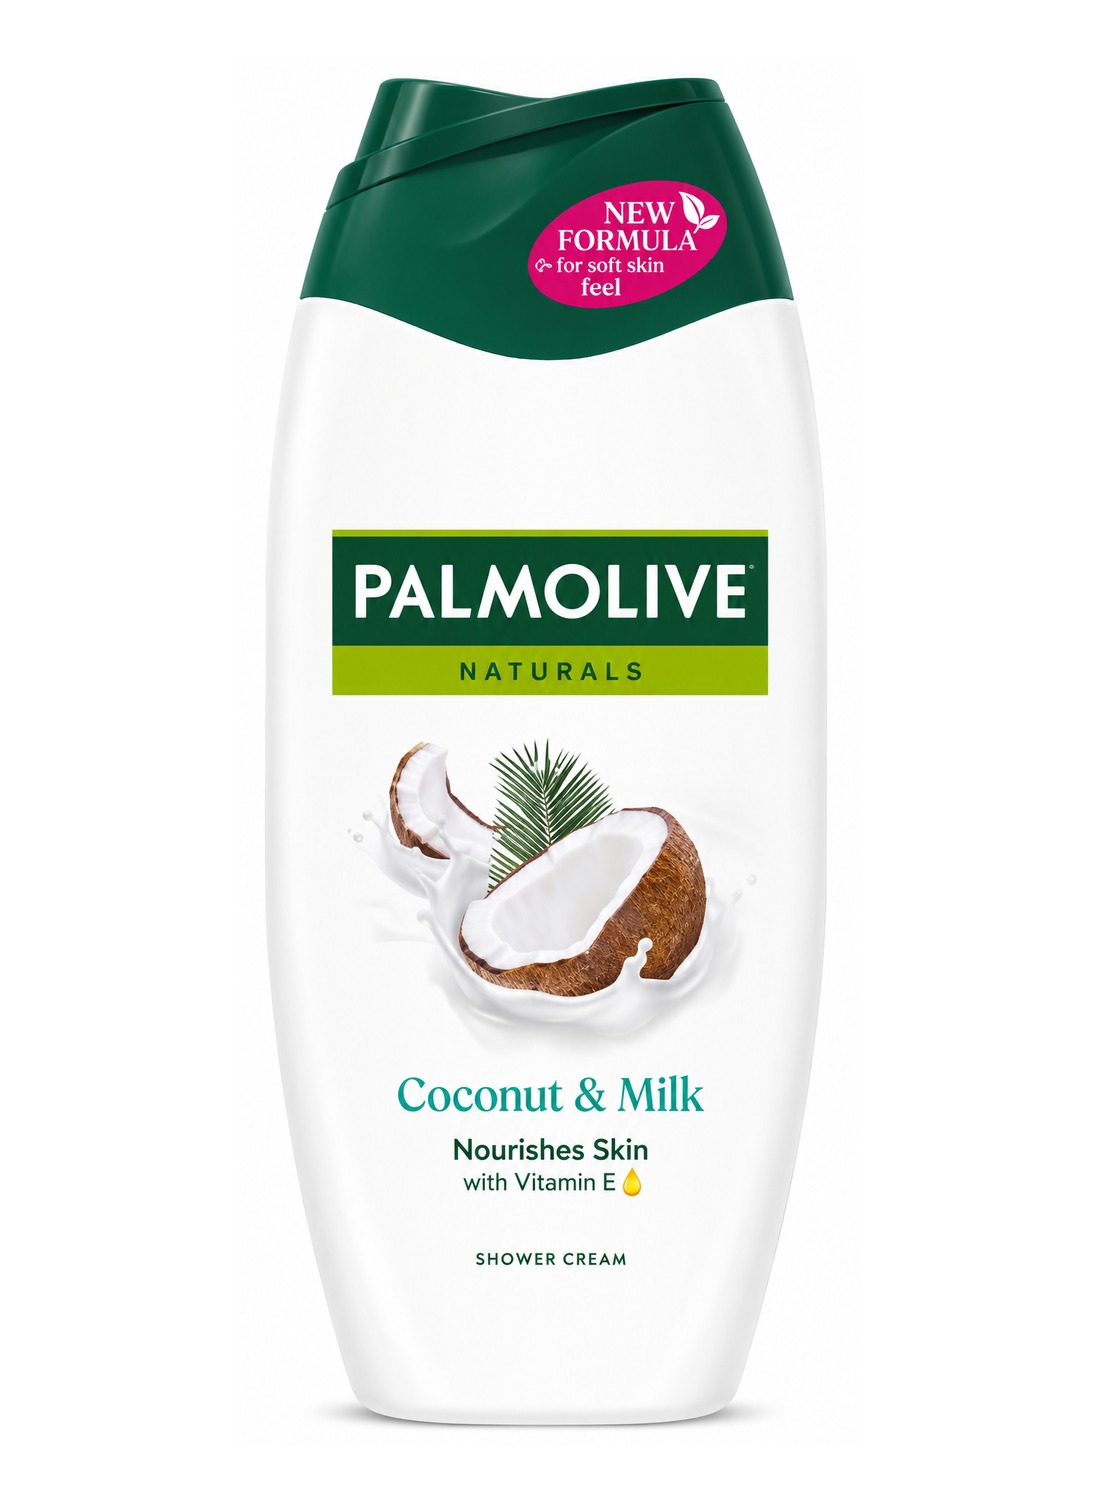 NEW
FORMULA
for soft skin
feel
PALMOLIVE
NATURALS
Coconut & Milk
Nourishes Skin
with Vitamin E
SHOWER CREAM